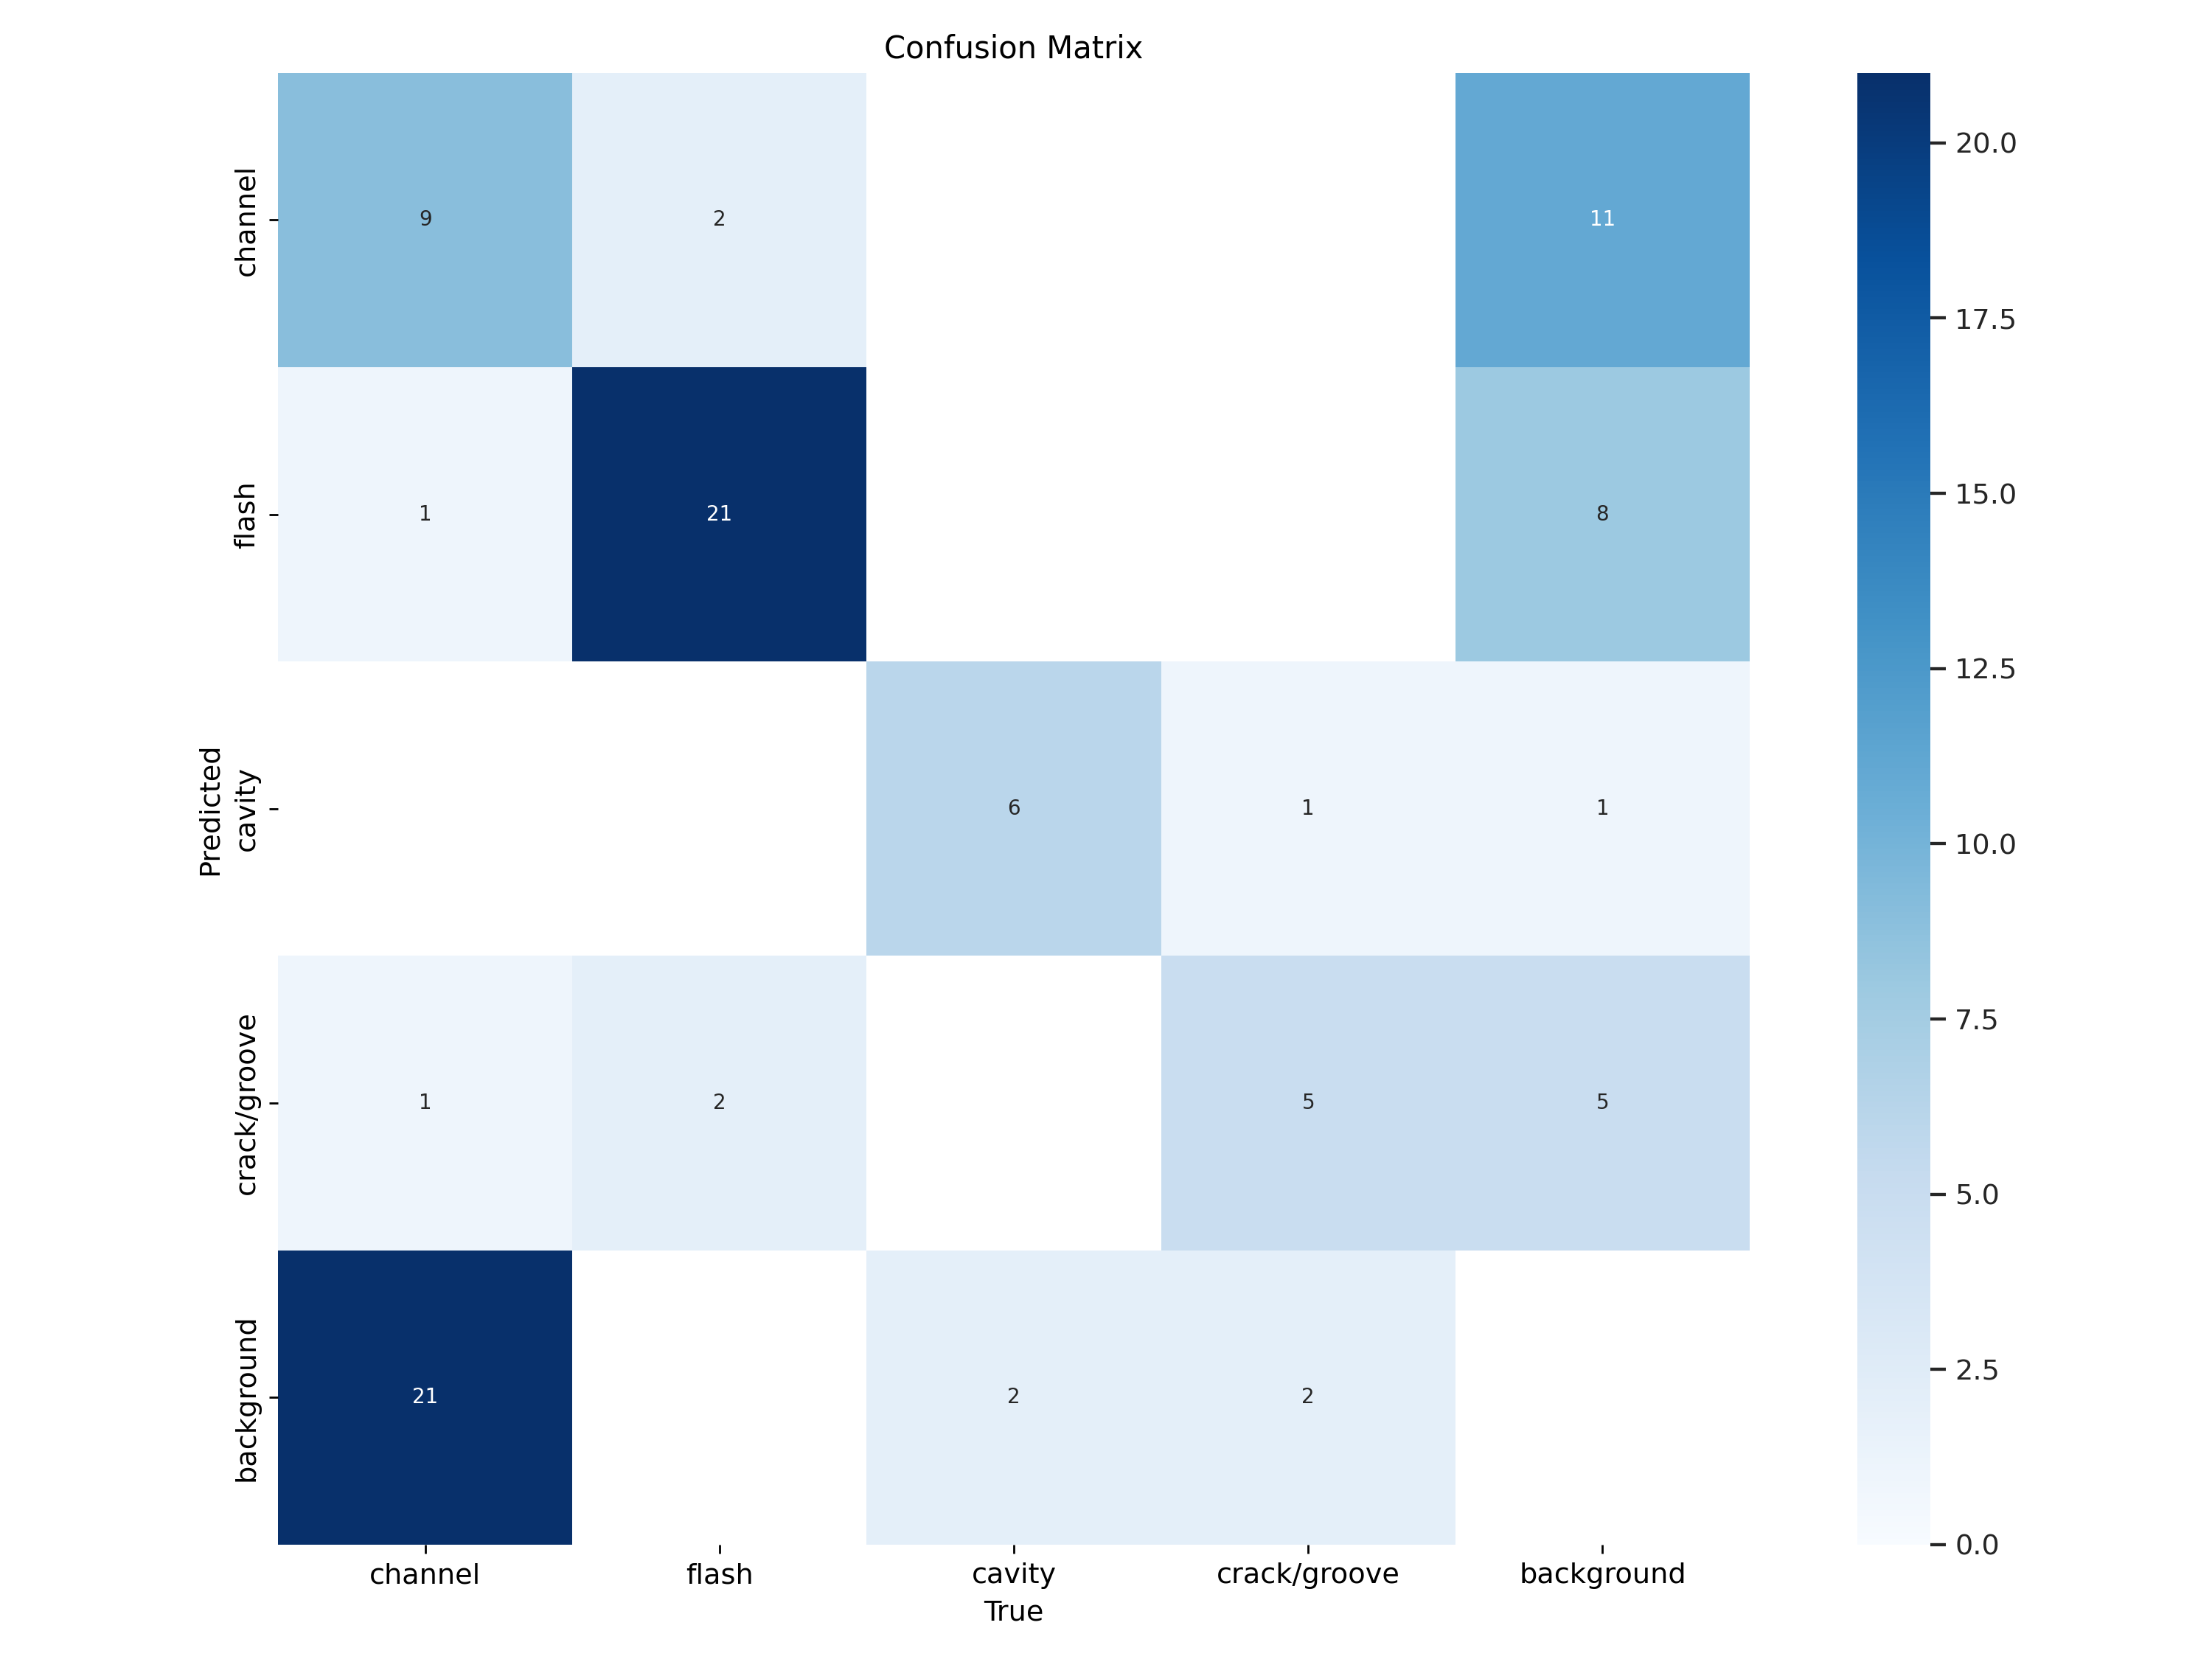 Confusion Matrix
Predicted
channel
9
2
11
flash
1
21
8
cavity
6
1
1
crack/groove
1
2
5
5
background
21
2
2
channel
flash
cavity
crack/groove
background
True
20.0
17.5
15.0
12.5
10.0
7.5
5.0
2.5
0.0